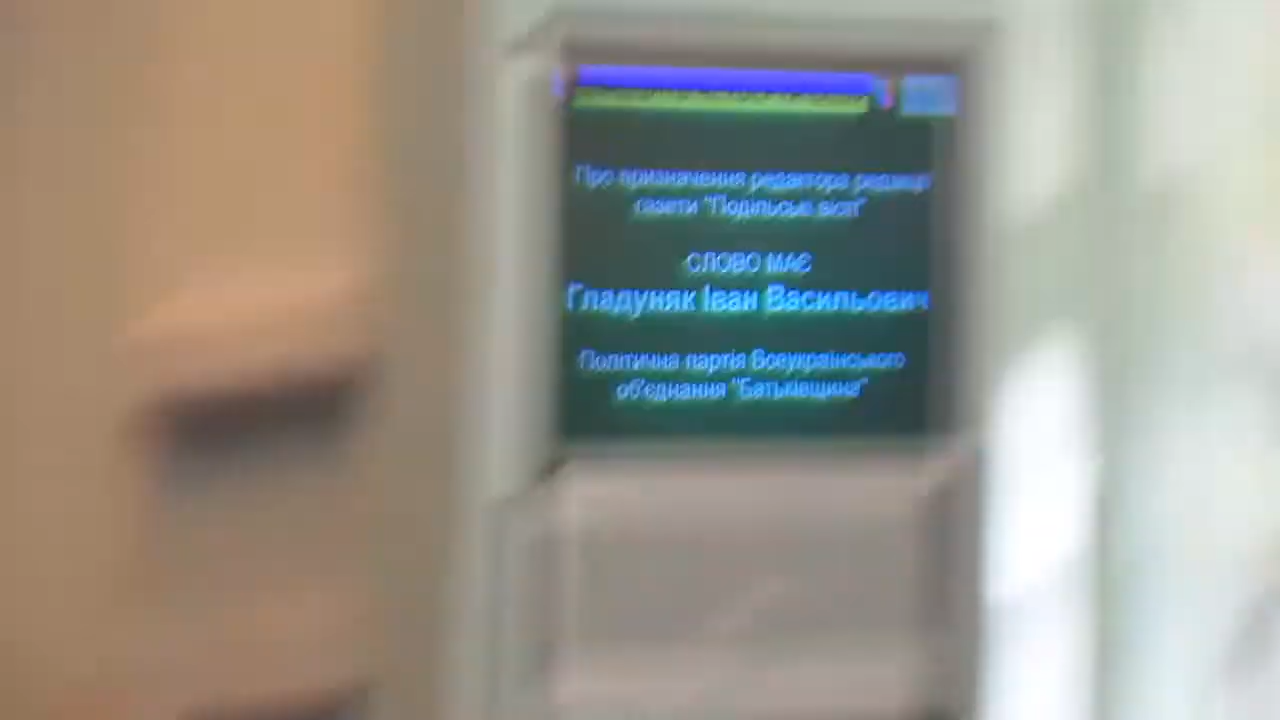 Про призначення редактора редакції
газети "Подільські вісті"
СЛОВО МАЄ
Гладуняк Іван Васильович
Політична партія Всеукраїнського
об'єднання "Батьківщина"